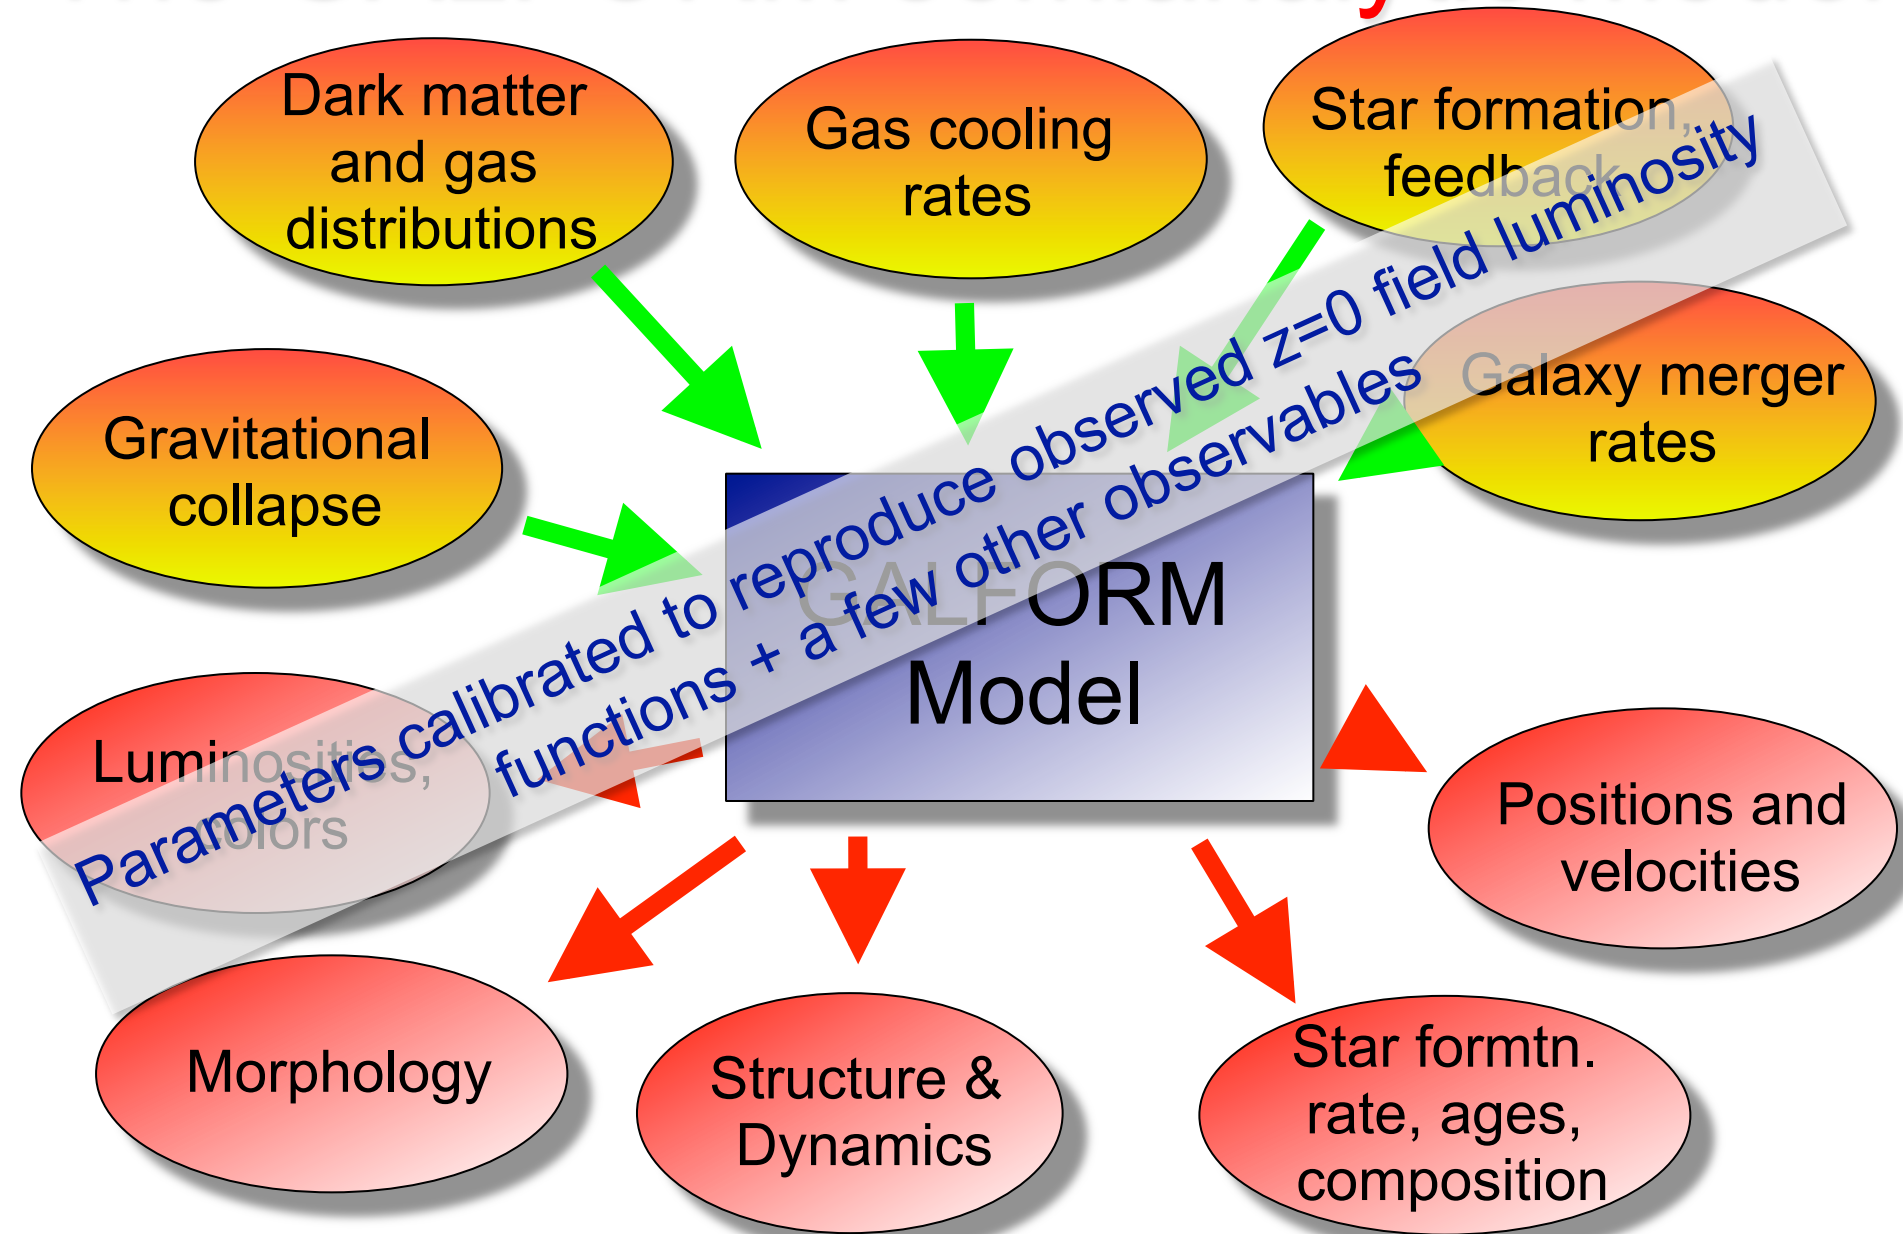 Dark matter
and gas
distributions
Gas cooling
rates
Star formation,
feedback
Gravitational
collapse
Galaxy merger
rates
Parameters calibrated to reproduce observed z=0 field luminosity
functions + a few other observables
GALFORM
Model
Luminosities,
colors
Positions and
velocities
Morphology
Structure &
Dynamics
Star formtn.
rate, ages,
composition